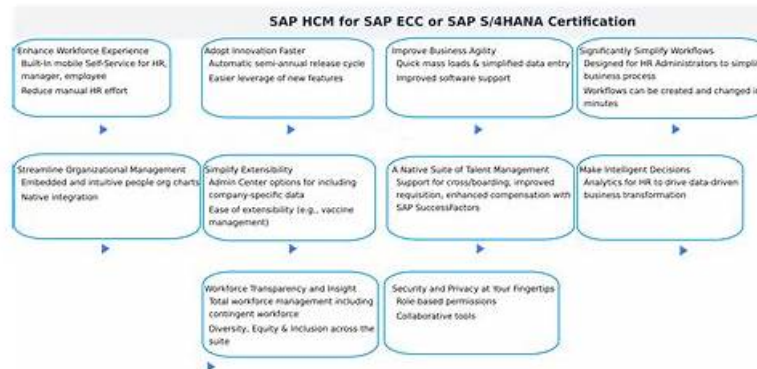 SAP HCM for SAP ECC or SAP S/4HANA Certification
Enhance Workforce Experience
Built-In mobile Self-Service for HR,
manager, employee
Reduce manual HR effort
Adopt Innovation Faster
Automatic semi-annual release cycle
Easier leverage of new features
Improve Business Agility
Quick mass loads & simplified data entry
Improved software support
Significantly Simplify Workflows
Designed for HR Administrators to simpli
business process
Workflows can be created and changed i
minutes
Streamline Organizational Management
Embedded and intuitive people org charts
Native integration
Simplify Extensibility
Admin Center options for including
company-specific data
Ease of extensibility (e.g., vaccine
management)
A Native Suite of Talent Management
Support for cross/boarding, improved
requisition, enhanced compensation with
SAP SuccessFactors
Make Intelligent Decisions
Analytics for HR to drive data-driven
business transformation
Workforce Transparency and Insight
Total workforce management including
contingent workforce
Diversity, Equity & Inclusion across the
suite
Security and Privacy at Your Fingertips
Role-based permissions
Collaborative tools